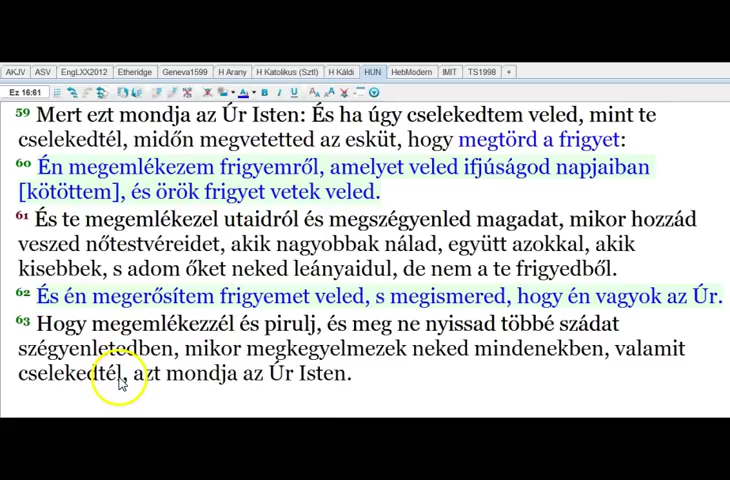 AKJV ASV EngLXX2012 Etheridge Geneva1599 H Arany H Katolikus (Sztl) H Káldi HUN HebModern IMIT TS1998 +
Ez 16:61 B I U
59 Mert ezt mondja az Úr Isten: És ha úgy cselekedtem veled, mint te
cselekedtél, midőn megvetetted az esküt, hogy megtörd a frigyet:
60 Én megemlékezem frigyemről, amelyet veled ifjúságod napjaiban
[kötöttem], és örök frigyet vetek veled.
61 És te megemlékezel utaidról és megszégyenled magadat, mikor hozzád
veszed nőtestvéreidet, akik nagyobbak nálad, együtt azokkal, akik
kisebbek, s adom őket neked leányaidul, de nem a te frigyedből.
62 És én megerősítem frigyemet veled, s megismered, hogy én vagyok az Úr.
63 Hogy megemlékezzél és pirulj, és meg ne nyissad többé szádat
szégyenletedben, mikor megkegyelmezek neked mindenekben, valamit
cselekedtél, azt mondja az Úr Isten.